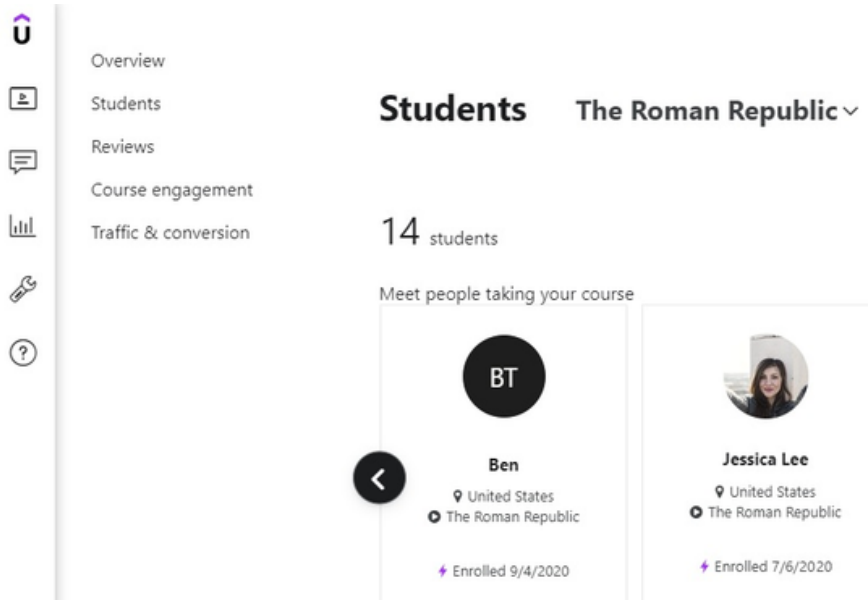 û
Overview
Students
Reviews
Course engagement
Traffic & conversion
Students The Roman Republic
14 students
Meet people taking your course
BT
Ben
United States
The Roman Republic
Enrolled 9/4/2020
Jessica Lee
United States
The Roman Republic
Enrolled 7/6/2020
?